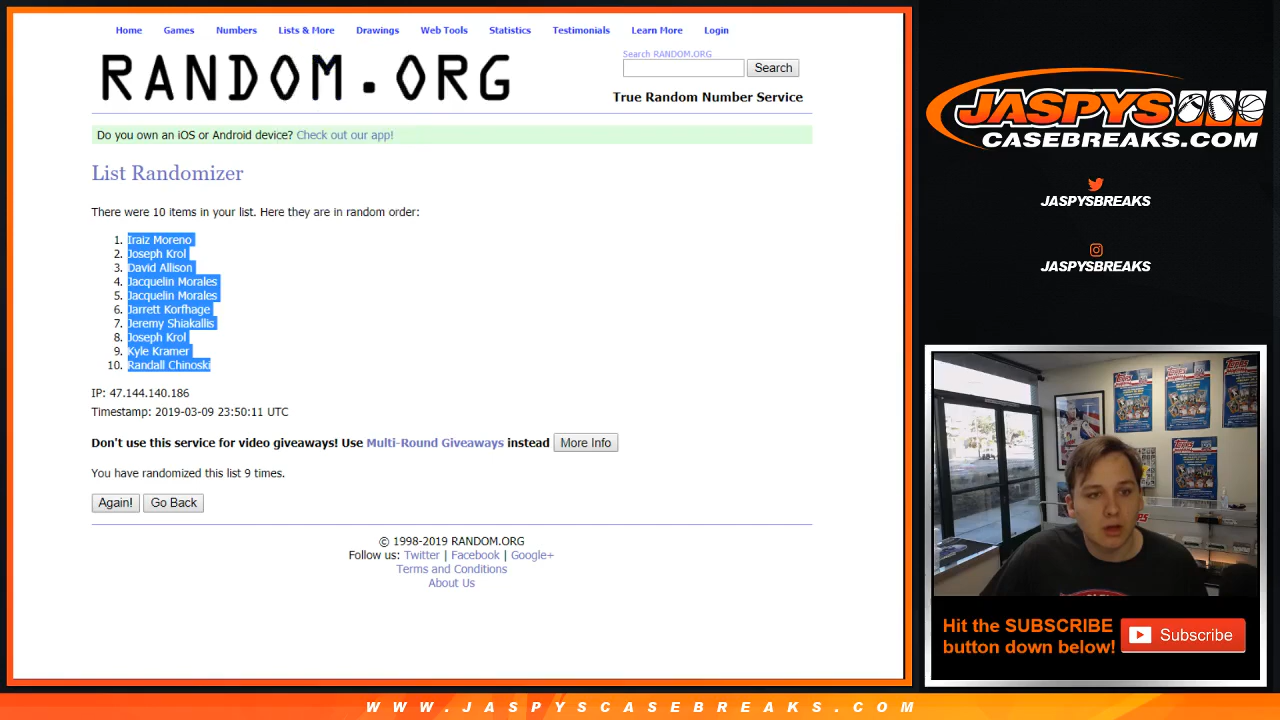 Home Games Numbers Lists & More Drawings Web Tools Statistics Testimonials Learn More Login
RANDOM.ORG
Search RANDOM.ORG
Search
True Random Number Service
Do you own an iOS or Android device? Check out our app!
List Randomizer
There were 10 items in your list. Here they are in random order:
1. Iraiz Moreno
2. Joseph Krol
3. David Allison
4. Jacquelin Morales
5. Jacquelin Morales
6. Jarrett Korfhage
7. Jeremy Shiakallis
8. Joseph Krol
9. Kyle Kramer
10. Randall Chinoski
IP: 47.144.140.186
Timestamp: 2019-03-09 23:50:11 UTC
Don't use this service for video giveaways! Use Multi-Round Giveaways instead More Info
You have randomized this list 9 times.
Again! Go Back
© 1998-2019 RANDOM.ORG
Follow us: Twitter | Facebook | Google+
Terms and Conditions
About Us
JASPYS
CASEBREAKS.COM
JASPYSBREAKS
JASPYSBREAKS
Hit the SUBSCRIBE
button down below!
Subscribe
WWW.JASPYSCASEBREAKS.COM